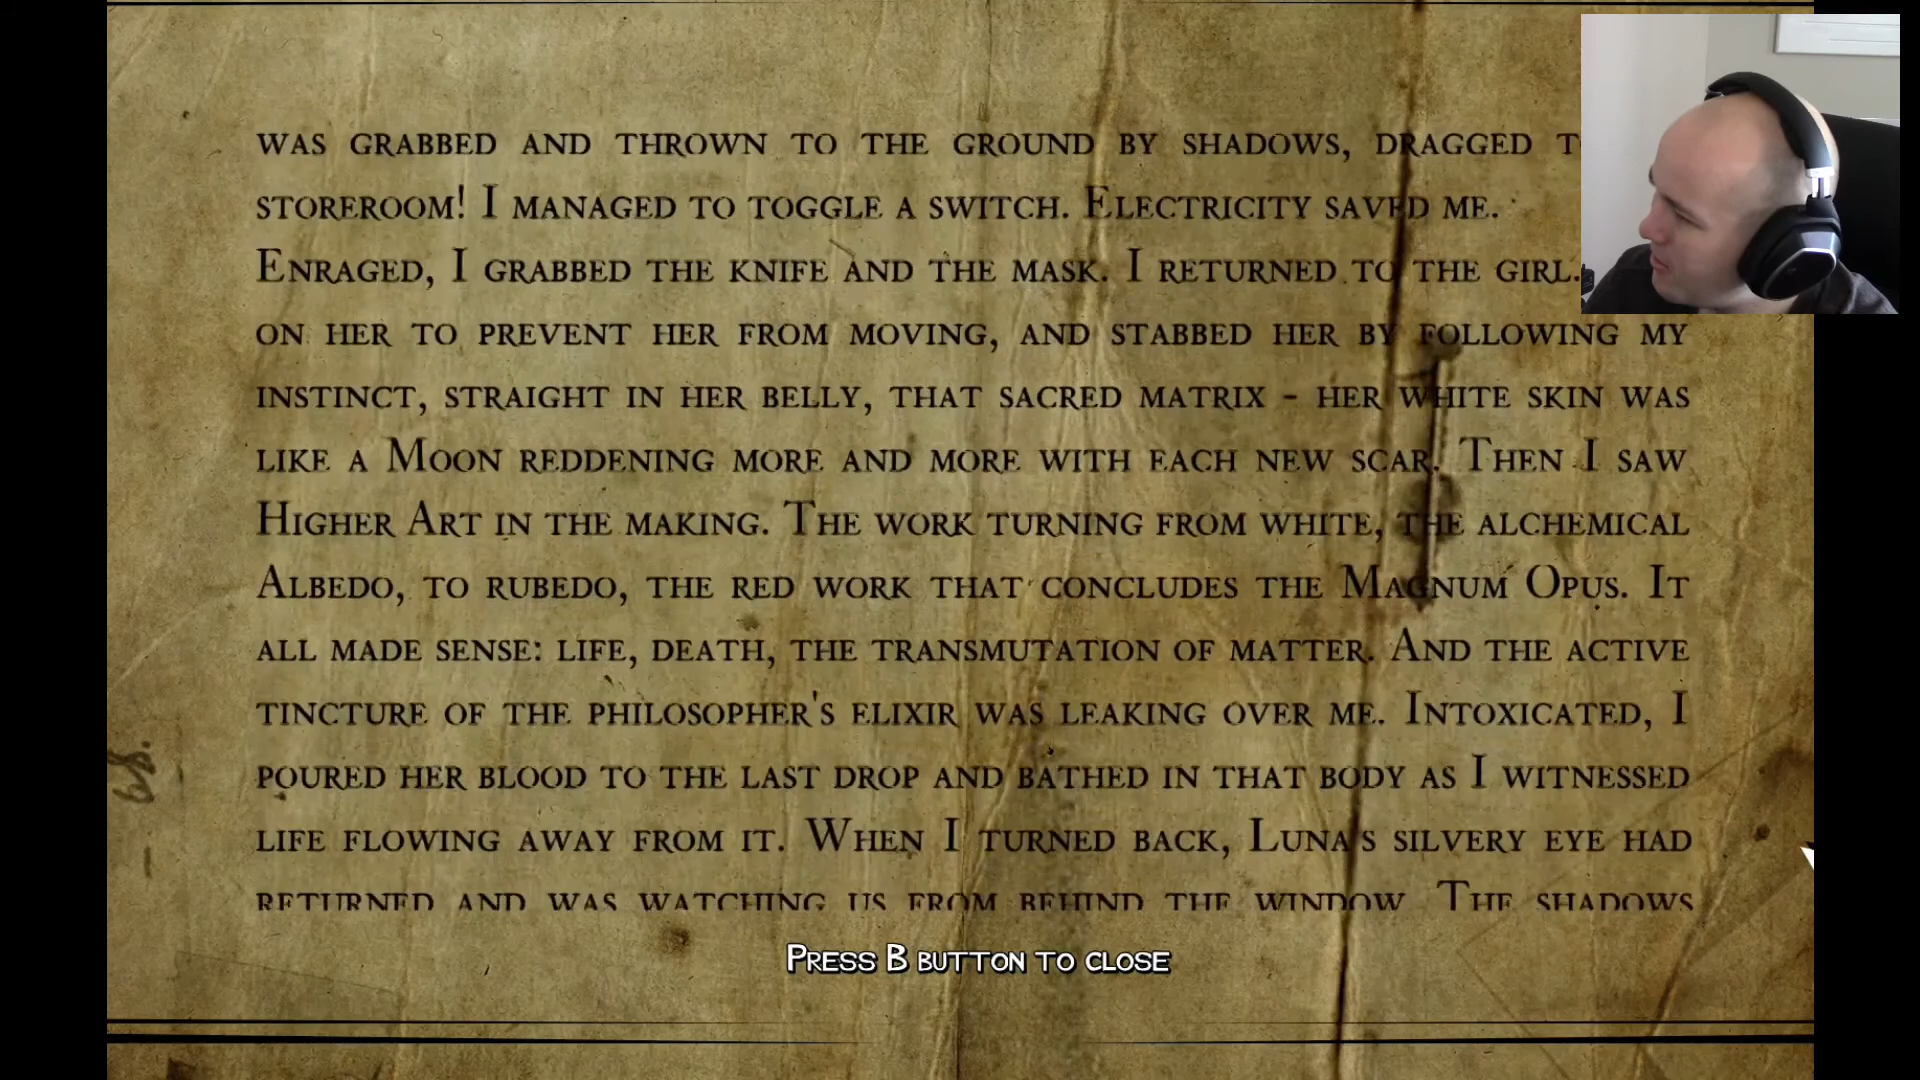 WAS GRABBED AND THROWN TO THE GROUND BY SHADOWS, DRAGGED
STOREROOM! I MANAGED TO TOGGLE A SWITCH. ELECTRICITY SAVED ME.
ENRAGED, I GRABBED THE KNIFE AND THE MASK. I RETURNED TO THE GIRL.
ON HER TO PREVENT HER FROM MOVING, AND STABBED HER BY FOLLOWING MY
INSTINCT, STRAIGHT IN HER BELLY, THAT SACRED MATRIX - HER WHITE SKIN WAS
LIKE A MOON REDDENING MORE AND MORE WITH EACH NEW SCAR. THEN I SAW
HIGHER ART IN THE MAKING. THE WORK TURNING FROM WHITE, THE ALCHEMICAL
ALBEDO, TO RUBEDO, THE RED WORK THAT CONCLUDES THE MAGNUM OPUS. IT
ALL MADE SENSE: LIFE, DEATH, THE TRANSMUTATION OF MATTER. AND THE ACTIVE
TINCTURE OF THE PHILOSOPHER'S ELIXIR WAS LEAKING OVER ME. INTOXICATED, I
POURED HER BLOOD TO THE LAST DROP AND BATHED IN THAT BODY AS I WITNESSED
LIFE FLOWING AWAY FROM IT. WHEN I TURNED BACK, LUNA'S SILVERY EYE HAD
RETURNED AND WAS WATCHING US FROM BEHIND THE WINDOW. THE SHADOWS
PRESS B BUTTON TO CLOSE
68.